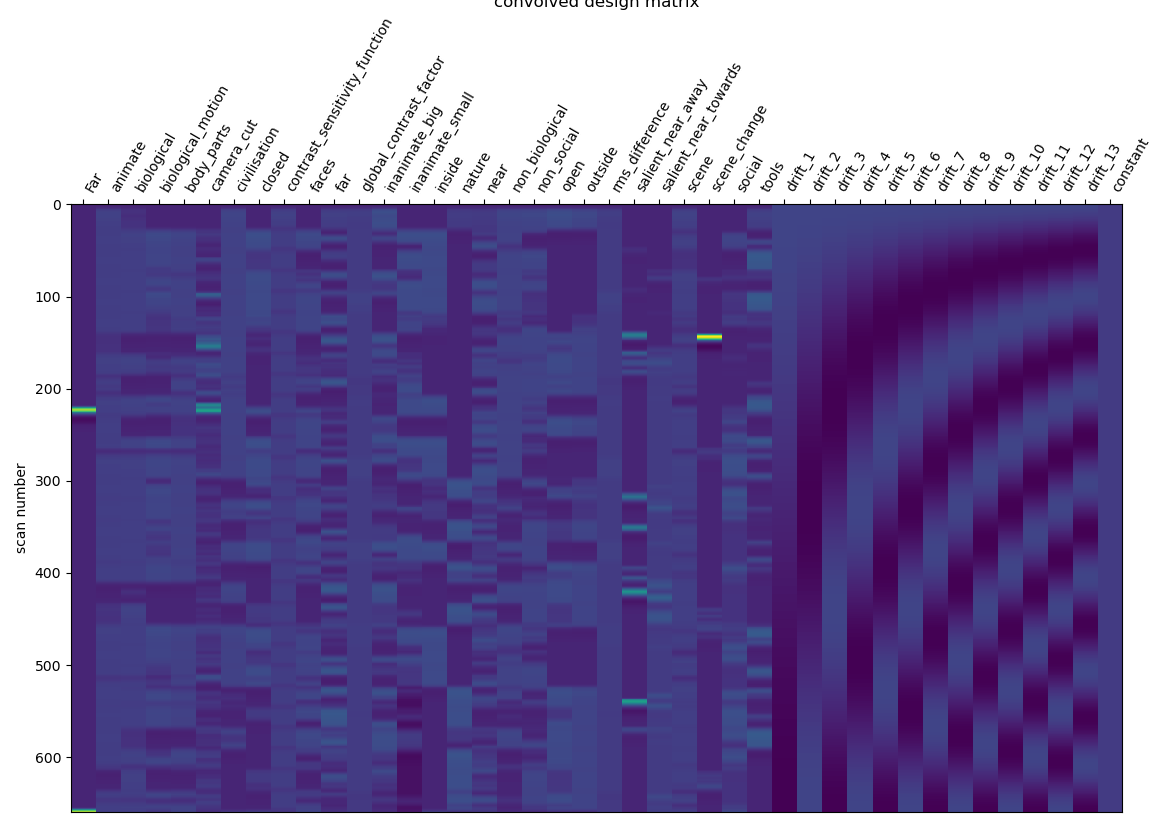 convolved design matrix
Far
animate
biological
biological_motion
body_parts
camera_cut
civilisation
closed
contrast_sensitivity_function
faces
far
global_contrast_factor
inanimate_big
inanimate_small
inside
nature
near
non_biological
non_social
open
outside
rms_difference
salient_near_away
salient_near_towards
scene
scene_change
social
tools
drift_1
drift_2
drift_3
drift_4
drift_5
drift_6
drift_7
drift_8
drift_9
drift_10
drift_11
drift_12
drift_13
constant
0
100
200
300
400
500
600
scan number